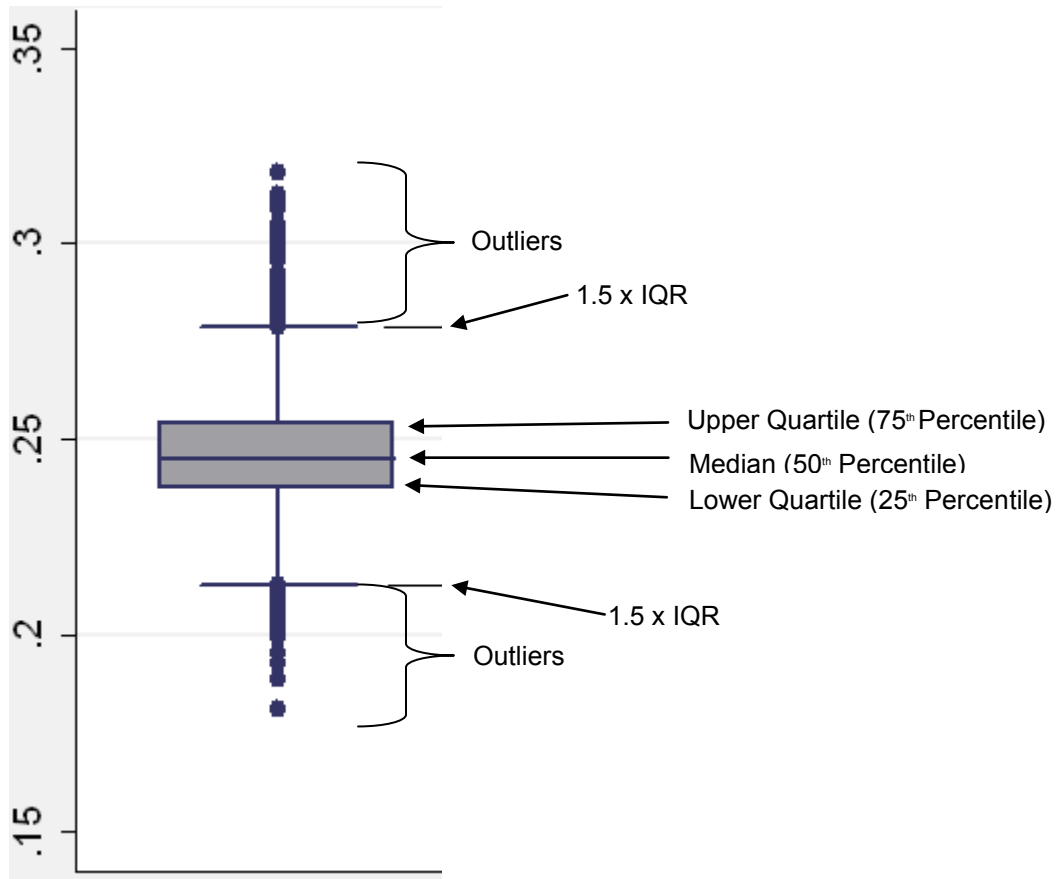 .35
.3
Outliers
1.5 x IQR
Upper Quartile (75th Percentile)
.25
Median (50th Percentile)
Lower Quartile (25th Percentile)
1.5 x IQR
.2
Outliers
.15